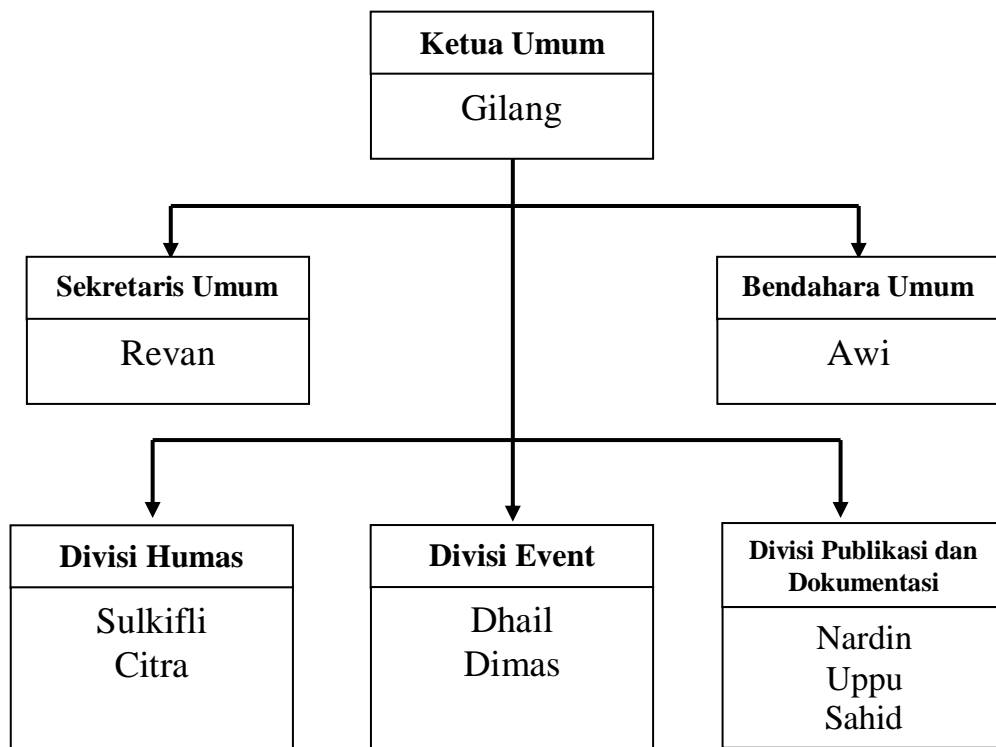 Ketua Umum
Gilang
Sekretaris Umum
Revan
Bendahara Umum
Awi
Divisi Humas
Sulkifli
Citra
Divisi Event
Dhail
Dimas
Divisi Publikasi dan
Dokumentasi
Nardin
Uppu
Sahid